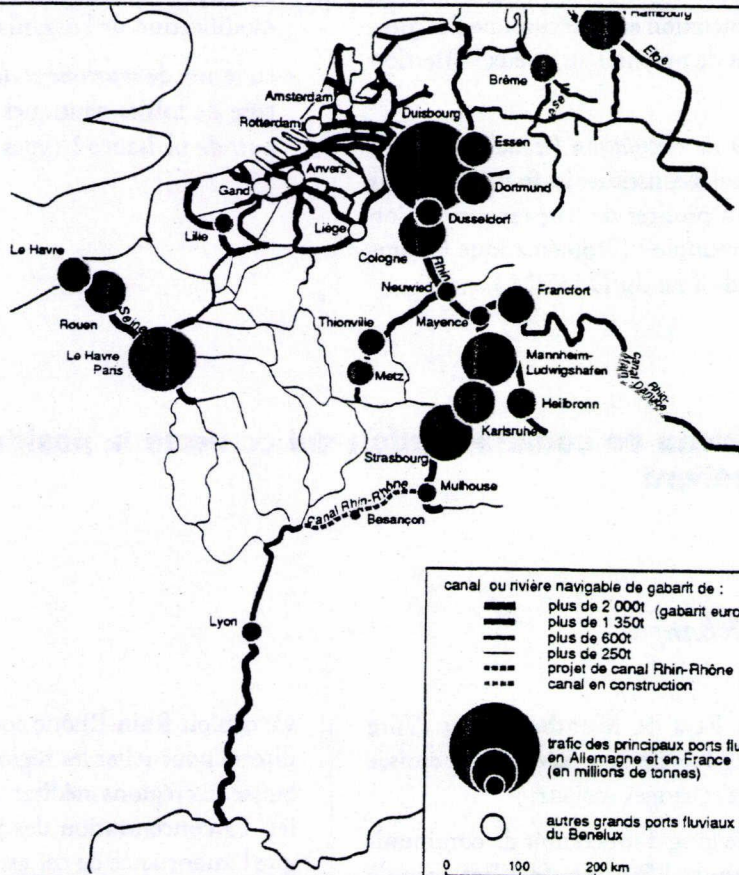 Hambourg
Elbe
Brême
Amsterdam
Rotterdam
Duisbourg
Essen
Anvers
Gand
Dortmund
Dusseldorf
Lille
Liège
Cologne
Le Havre
Rhin
Neuwied
Francfort
Rouen
Seine
Thionville
Mayence
Le Havre
Paris
Metz
Mannheim-
Ludwigshafen
Canal Rhin-
Main
Danube
Heilbronn
Karlsruhe
Strasbourg
Mulhouse
Canal Rhin-Rhône
Besançon
Lyon
canal ou rivière navigable de gabarit de :
plus de 2 000t (gabarit euro
plus de 1 350t
plus de 600t
plus de 250t
projet de canal Rhin-Rhône
canal en construction
trafic des principaux ports flu
en Allemagne et en France
(en millions de tonnes)
autres grands ports fluviaux
du Benélux
0 100 200 km